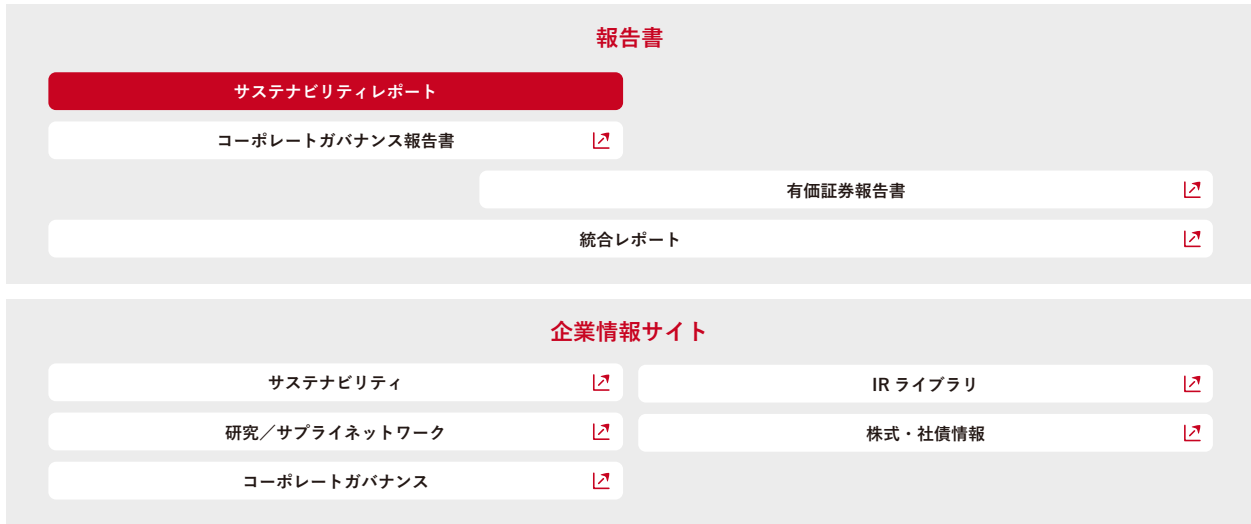 報告書
サステナビリティレポート
コーポレートガバナンス報告書
有価証券報告書
統合レポート
企業情報サイト
サステナビリティ
IR ライブラリ
研究／サプライネットワーク
株式・社債情報
コーポレートガバナンス